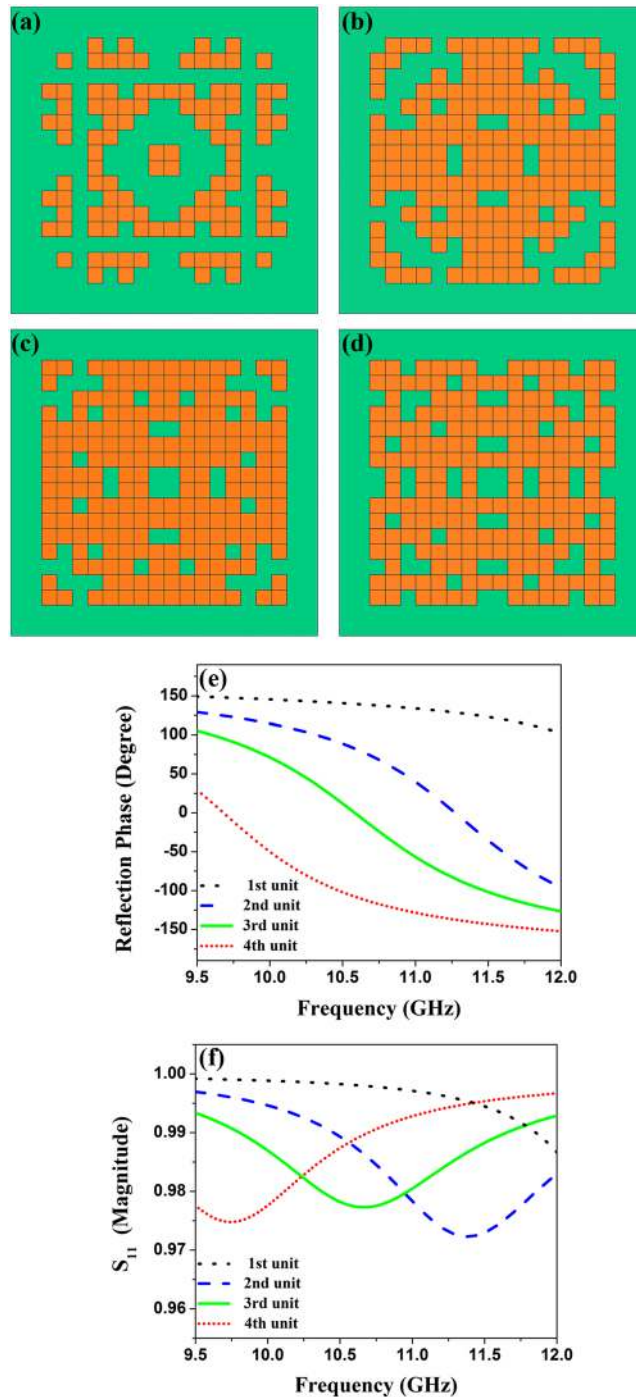 (a)
(b)
(c)
(d)
(e)
Reflection Phase (Degree)
150
100
50
0
-50
-100
-150
1st unit
2nd unit
3rd unit
4th unit
9.5 10.0 10.5 11.0 11.5 12.0
Frequency (GHz)
(f)
S11 (Magnitude)
1.00
0.99
0.98
0.97
0.96
1st unit
2nd unit
3rd unit
4th unit
9.5 10.0 10.5 11.0 11.5 12.0
Frequency (GHz)